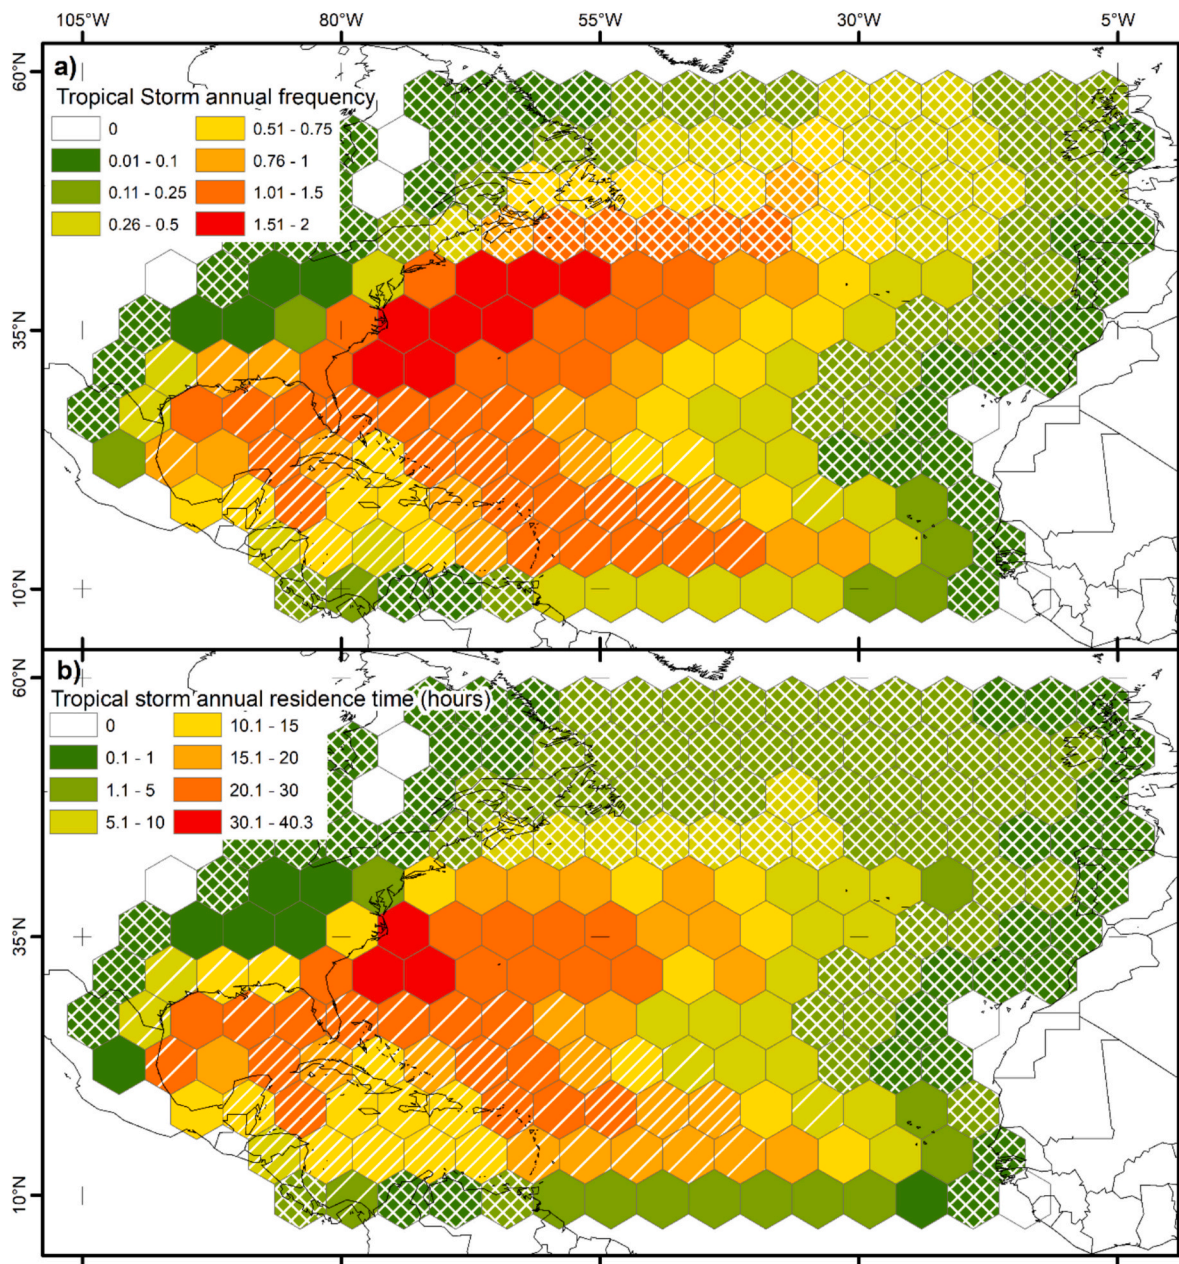 105°W 80°W 55°W 30°W 5°W
a)
60°N
Tropical Storm annual frequency
0 0.51 - 0.75
0.01 - 0.1 0.76 - 1
0.11 - 0.25 1.01 - 1.5
0.26 - 0.5 1.51 - 2
35°N
10°N
b)
60°N
Tropical storm annual residence time (hours)
0 10.1 - 15
0.1 - 1 15.1 - 20
1.1 - 5 20.1 - 30
5.1 - 10 30.1 - 40.3
35°N
10°N